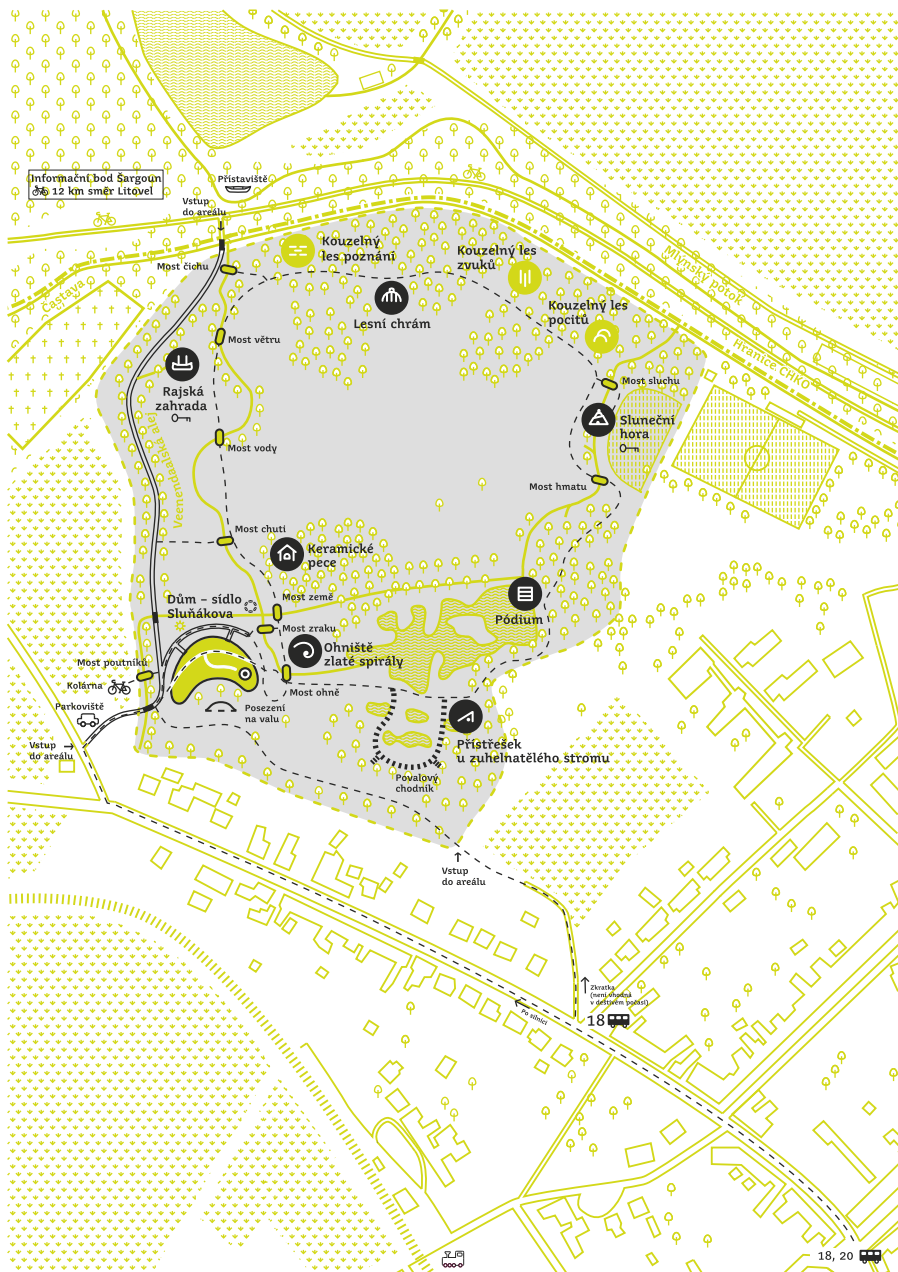 Informační bod Šargoun
12 km směr Litovel
Přístaviště
Vstup
do areálu
Most čichu
Kouzelný
les poznání
Kouzelný les
zvuků
Lesní chrám
Kouzelný les
pocitů
Mlýnský potok
Hranice CHKO
Častava
Most větru
Most sluchu
Rajská
zahrada
Sluneční
hora
Veenendaalská alej
Most vody
Most hmatu
Most chuti
Keramické
pece
Most země
Dům – sídlo
Sluňákova
Pódium
Most zraku
Ohniště
zlaté spirály
Most poutníků
Kolárna
Most ohně
Parkoviště
Posezení
na valu
Přístřešek
u zuhelnatělého stromu
Vstup
do areálu
Povalový
chodník
Vstup
do areálu
Zkratka
(není vhodná
v deštivém počasí)
Po silnici
18
18, 20